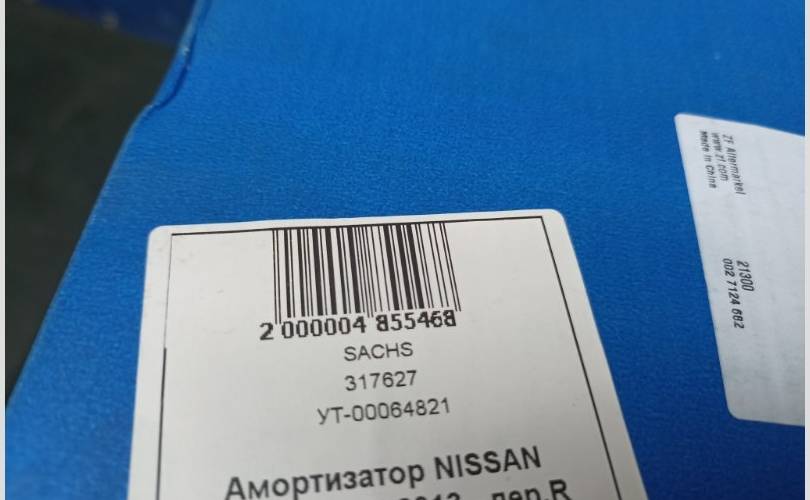 2 000004 855468
SACHS
317627
УТ-00064821
Амортизатор NISSAN
пер.R
ZF Aftermarket
www.zf.com
Made in China
21300
002 7124 682